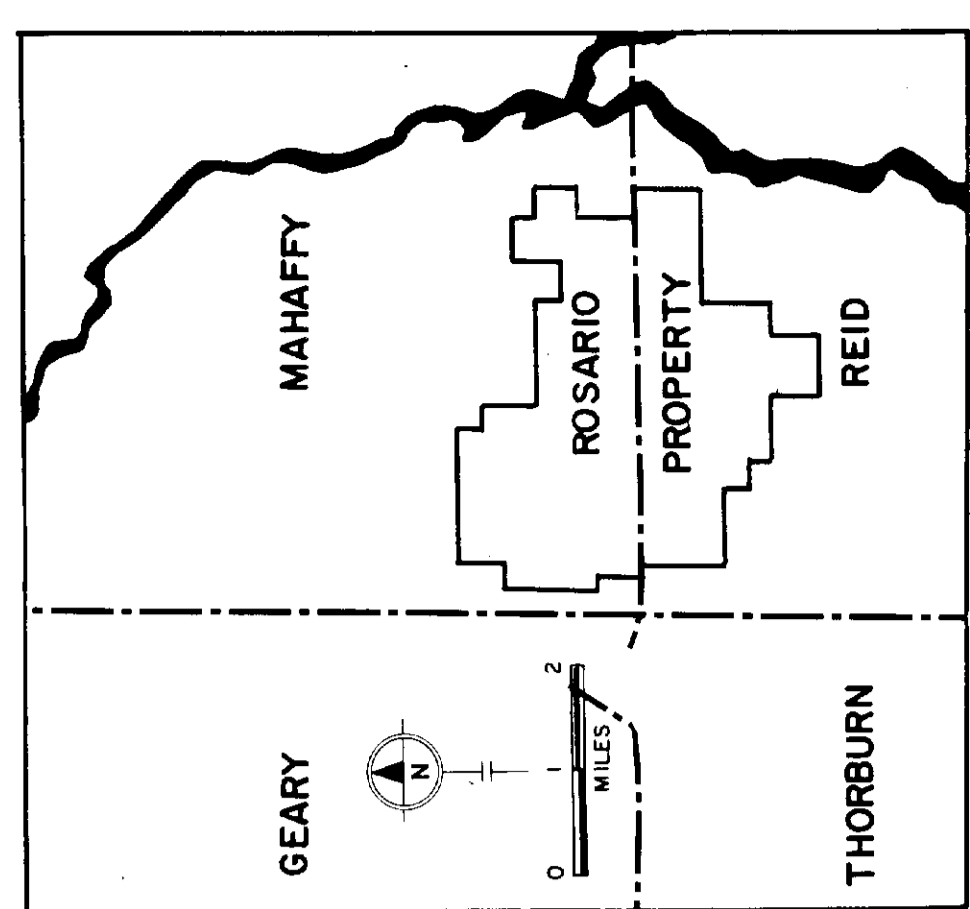 GEARY
MAHAFFY
N
0 1 2
MILES
ROSARIO
PROPERTY
THORBURN
REID